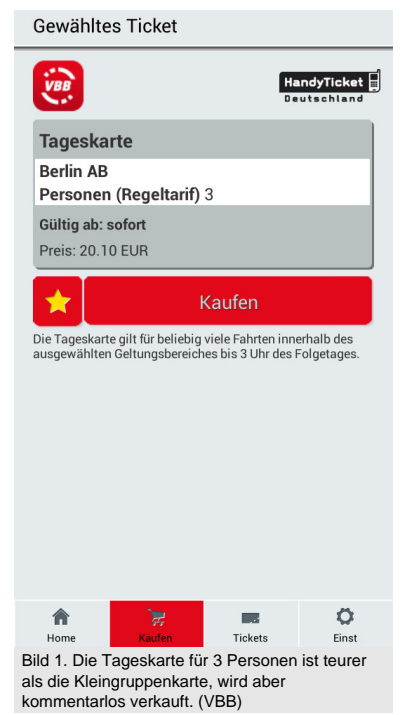 Gewähltes Ticket
VBB
HandyTicket
Deutschland
Tageskarte
Berlin AB
Personen (Regeltarif) 3
Gültig ab: sofort
Preis: 20.10 EUR
Kaufen
Die Tageskarte gilt für beliebig viele Fahrten innerhalb des
ausgewählten Geltungsbereiches bis 3 Uhr des Folgetages.
Home Kaufen Tickets Einst
Bild 1. Die Tageskarte für 3 Personen ist teurer
als die Kleingruppenkarte, wird aber
kommentarlos verkauft. (VBB)